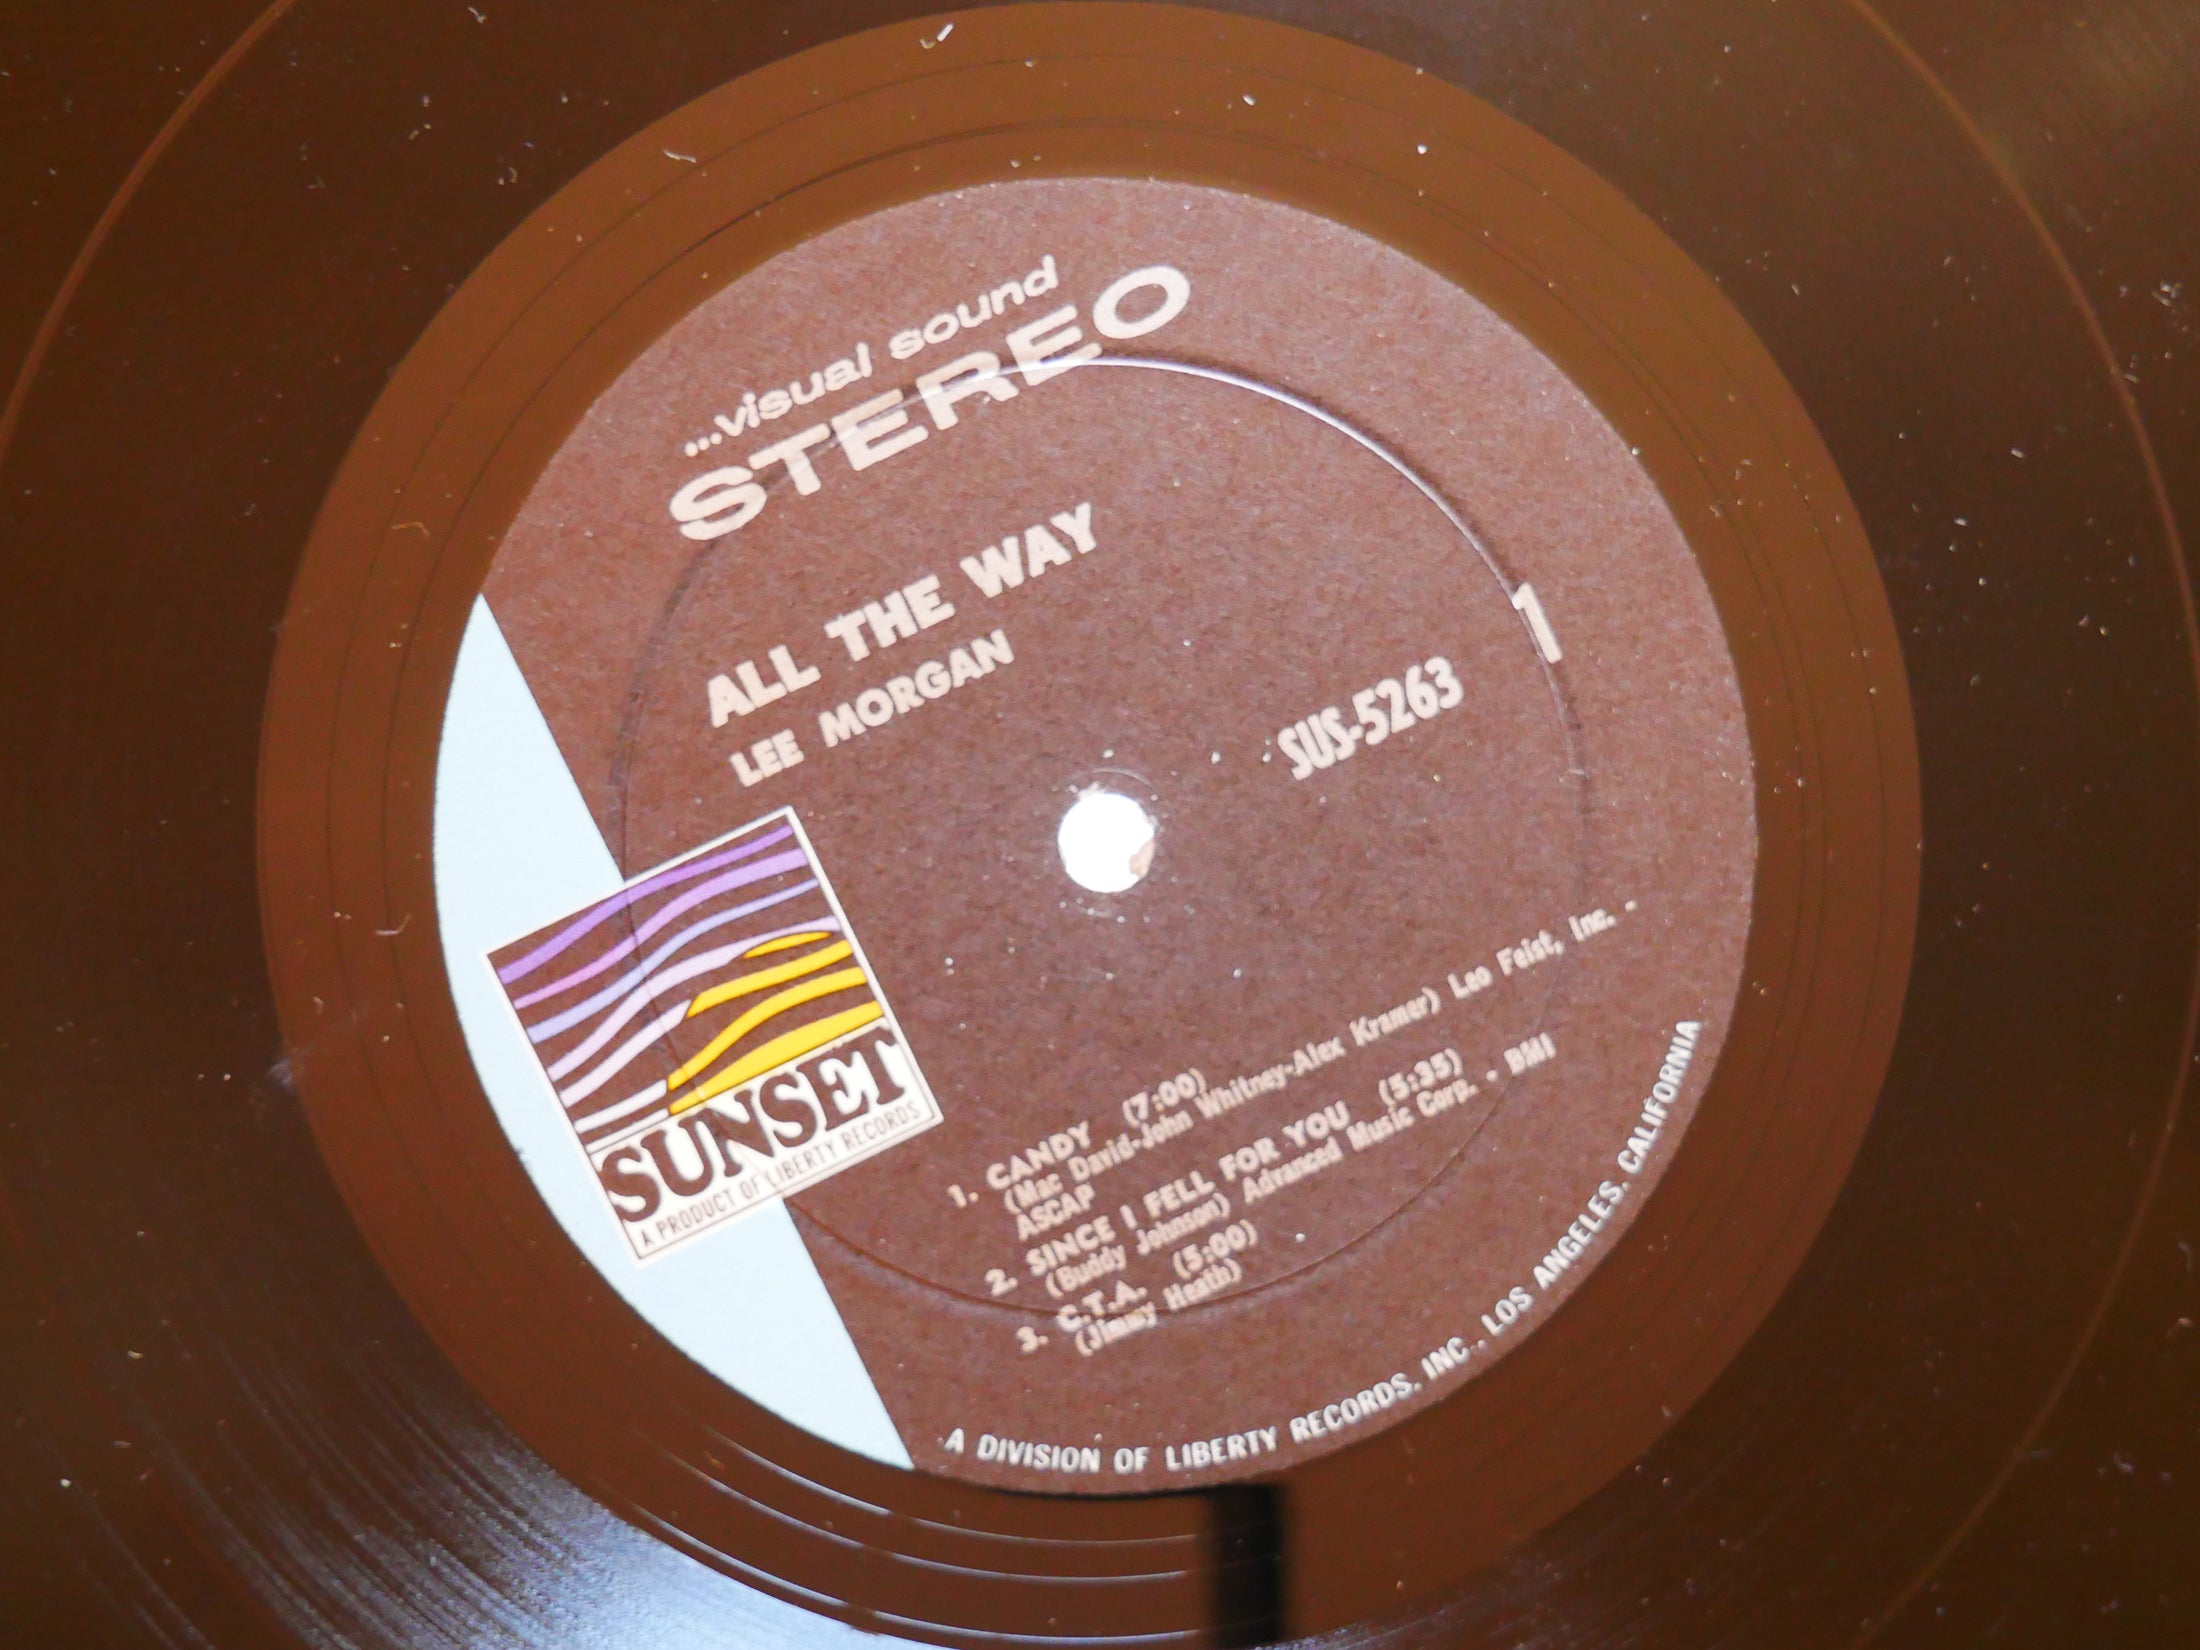 ...visual sound
STEREO
ALL THE WAY
LEE MORGAN
1
SUS-5263
SUNSET
A PRODUCT OF LIBERTY RECORDS
1. CANDY (7:00)
(Mac David-John Whitney-Alex Kramer) Leo Feist, Inc. -
ASCAP
2. SINCE I FELL FOR YOU (5:35)
(Buddy Johnson) Advanced Music Corp. - BMI
3. C.T.A. (5:00)
(Jimmy Heath)
A DIVISION OF LIBERTY RECORDS, INC., LOS ANGELES, CALIFORNIA